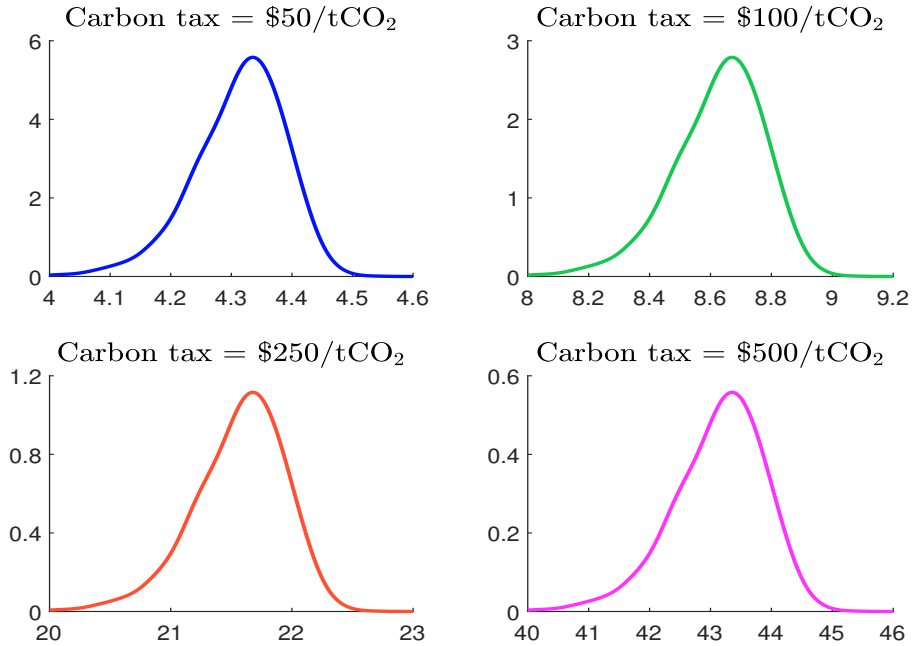 Carbon tax = $50/tCO₂
6
4
2
0
4 4.1 4.2 4.3 4.4 4.5 4.6
Carbon tax = $100/tCO₂
3
2
1
0
8 8.2 8.4 8.6 8.8 9 9.2
Carbon tax = $250/tCO₂
1.2
0.8
0.4
0
20 21 22 23
Carbon tax = $500/tCO₂
0.6
0.4
0.2
0
40 41 42 43 44 45 46